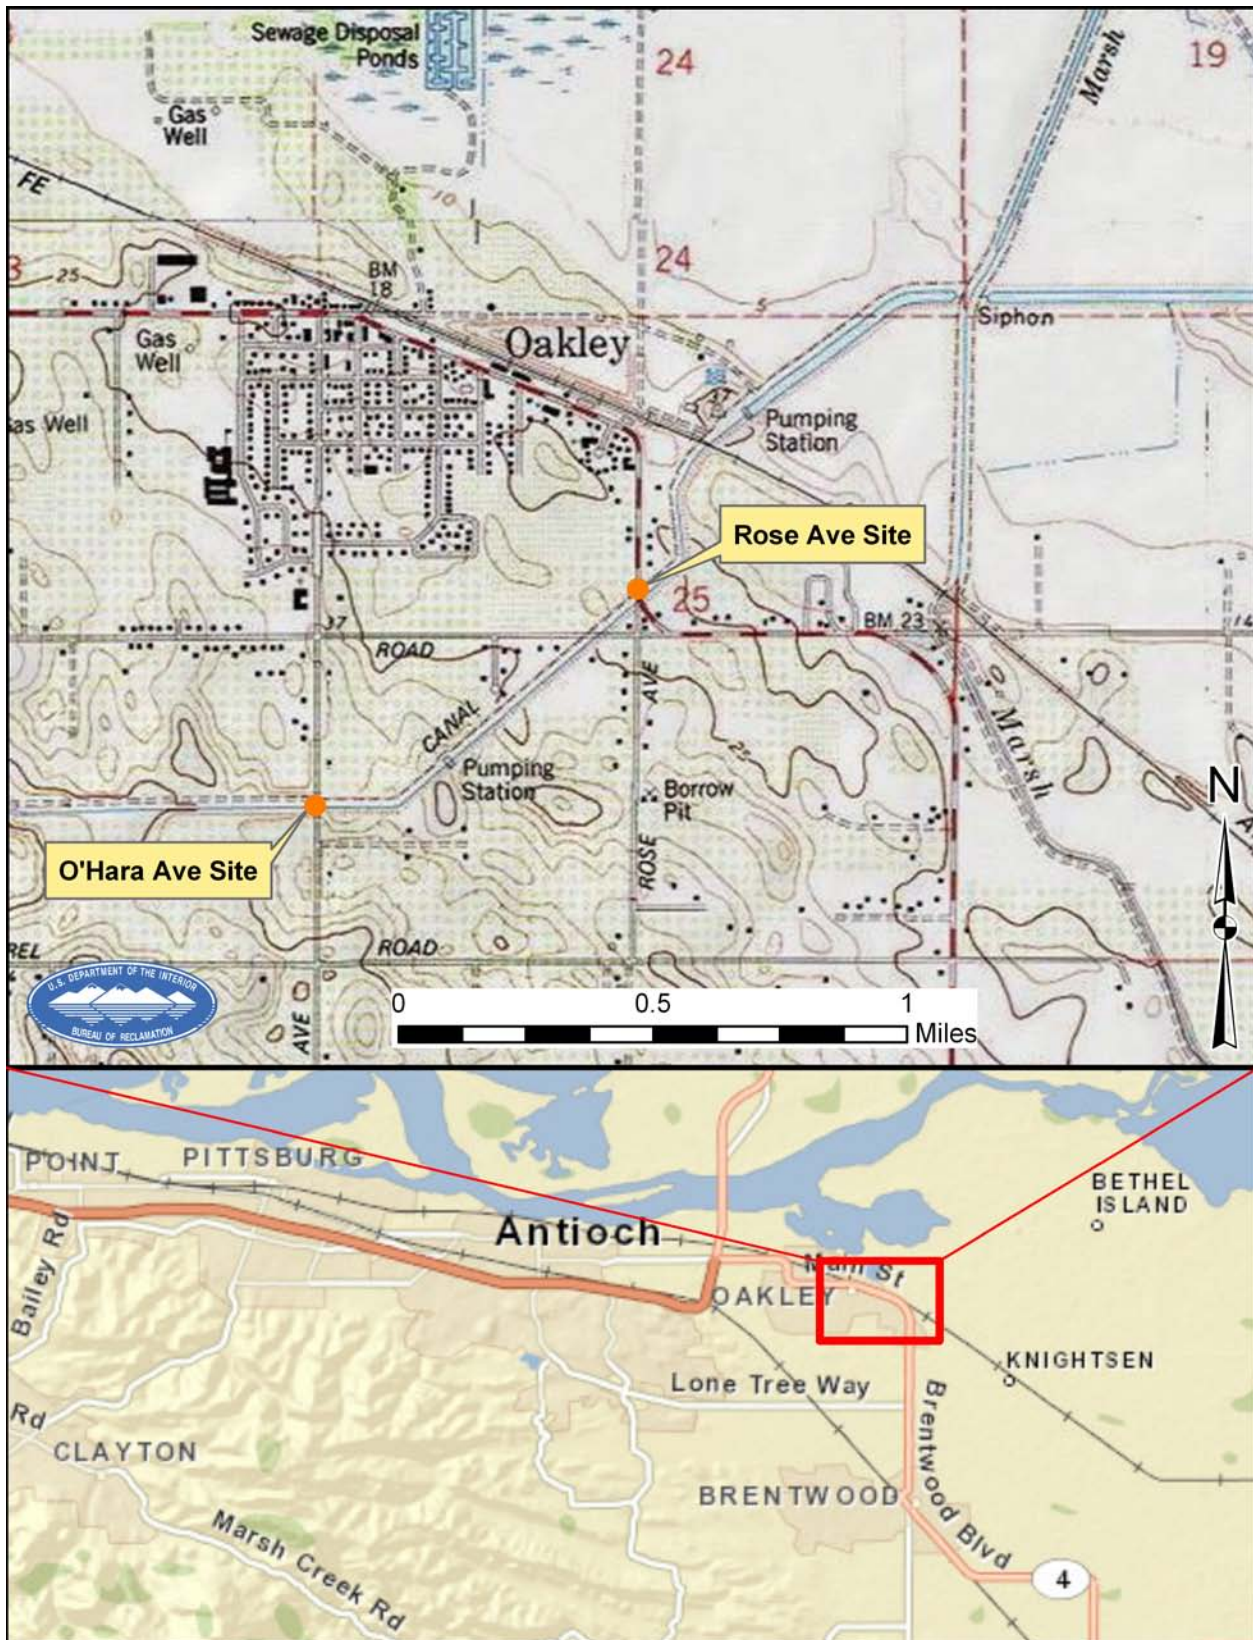 Sewage Disposal
Ponds
24
19
Marsh
Gas
Well
FE
10
24
25
BM
18
5
Siphon
Gas
Well
Oakley
as Well
Pumping
Station
Rose Ave Site
25
37
ROAD
BM 23
14
AVE
CANAL
25
Marsh
Pumping
Station
Borrow
Pit
N
O'Hara Ave Site
ROSE
REL
ROAD
U.S. DEPARTMENT OF THE INTERIOR
BUREAU OF RECLAMATION
AVE
0 0.5 1
Miles
POINT
PITTSBURG
BETHEL
ISLAND
Antioch
Bailey Rd
Main St
OAKLEY
KNIGHTSEN
Lone Tree Way
Rd
CLAYTON
Brentwood Blvd
BRENTWOOD
Marsh Creek Rd
4